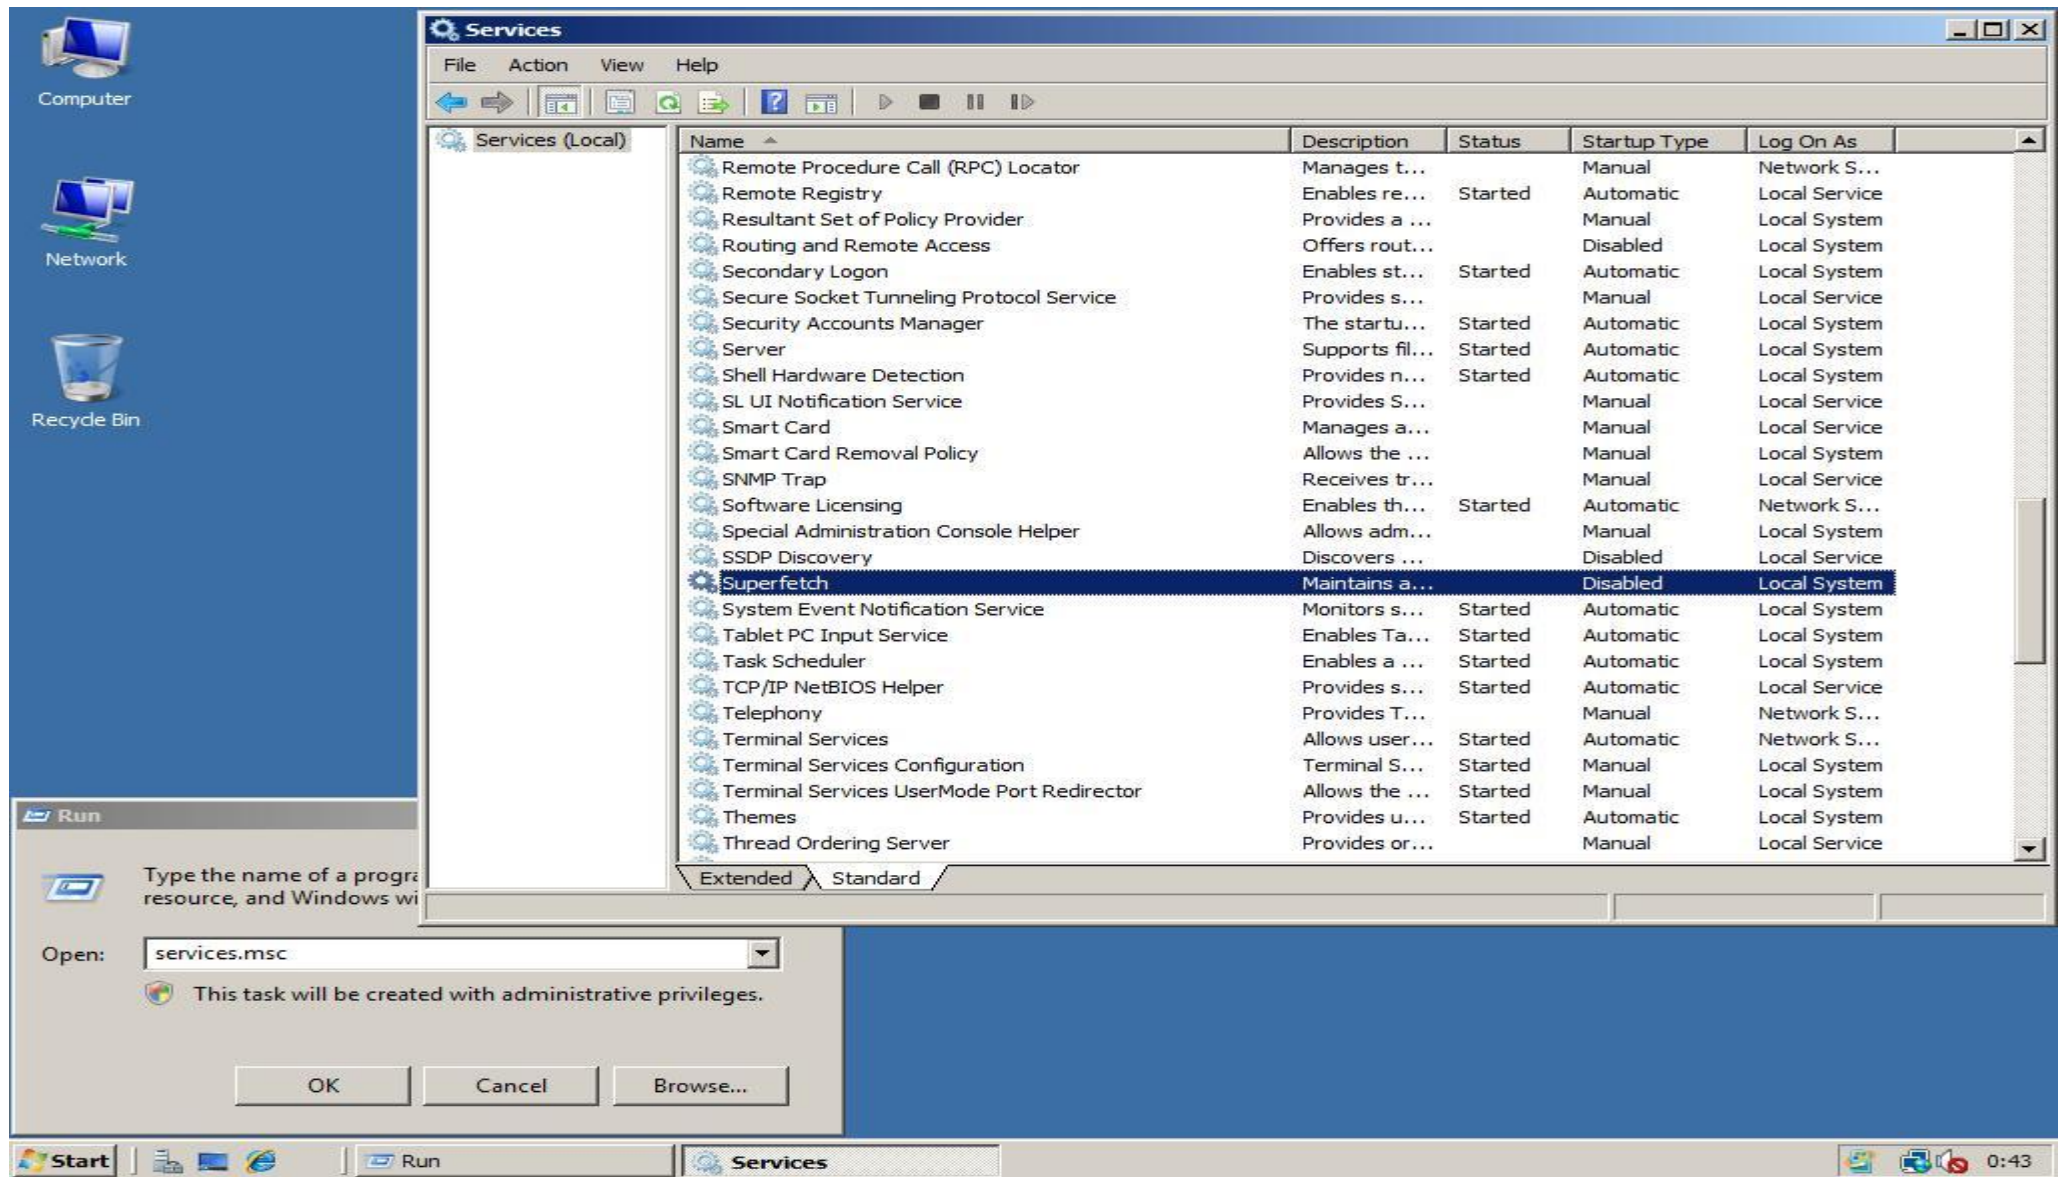 Computer
Network
Recycle Bin
Services
File Action View Help
Services (Local)
Name Description Status Startup Type Log On As
Remote Procedure Call (RPC) Locator Manages t... Manual Network S...
Remote Registry Enables re... Started Automatic Local Service
Resultant Set of Policy Provider Provides a ... Manual Local System
Routing and Remote Access Offers rout... Disabled Local System
Secondary Logon Enables st... Started Automatic Local System
Secure Socket Tunneling Protocol Service Provides s... Manual Local Service
Security Accounts Manager The startu... Started Automatic Local System
Server Supports fil... Started Automatic Local System
Shell Hardware Detection Provides n... Started Automatic Local System
SL UI Notification Service Provides S... Manual Local Service
Smart Card Manages a... Manual Local Service
Smart Card Removal Policy Allows the ... Manual Local System
SNMP Trap Receives tr... Manual Local Service
Software Licensing Enables th... Started Automatic Network S...
Special Administration Console Helper Allows adm... Manual Local System
SSDP Discovery Discovers ... Disabled Local Service
Superfetch Maintains a... Disabled Local System
System Event Notification Service Monitors s... Started Automatic Local System
Tablet PC Input Service Enables Ta... Started Automatic Local System
Task Scheduler Enables a ... Started Automatic Local System
TCP/IP NetBIOS Helper Provides s... Started Automatic Local Service
Telephony Provides T... Manual Network S...
Terminal Services Allows user... Started Automatic Network S...
Terminal Services Configuration Terminal S... Started Manual Local System
Terminal Services UserMode Port Redirector Allows the ... Started Manual Local System
Themes Provides u... Started Automatic Local System
Thread Ordering Server Provides or... Manual Local Service
Extended Standard
Run
Type the name of a progra
resource, and Windows wi
Open: services.msc
This task will be created with administrative privileges.
OK Cancel Browse...
Start Run Services 0:43